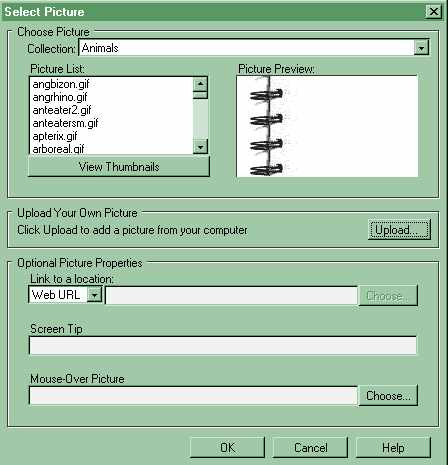 Select Picture
Choose Picture
Collection: Animals
Picture List:
Picture Preview:
angbizon.gif
angrhino.gif
anteater2.gif
anteatersm.gif
apterix.gif
arboreal.gif
View Thumbnails
Upload Your Own Picture
Click Upload to add a picture from your computer
Upload...
Optional Picture Properties
Link to a location:
Web URL
Choose...
Screen Tip
Mouse-Over Picture
Choose...
OK
Cancel
Help